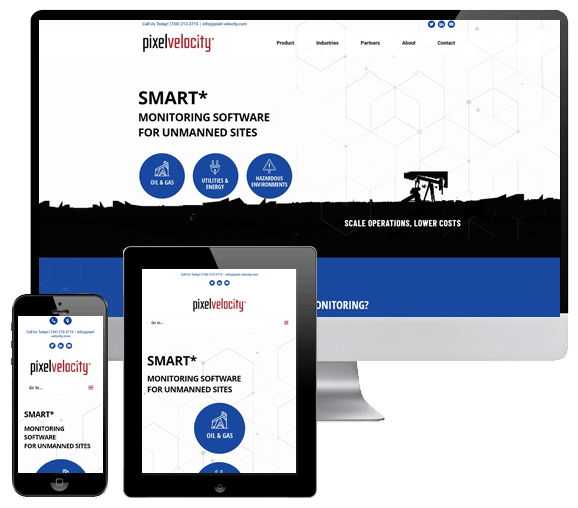 Call Us Today! (734) 213-3715 | info@pixel-velocity.com
pixelvelocity
Product Industries Partners About Contact
SMART*
MONITORING SOFTWARE
FOR UNMANNED SITES
OIL & GAS
UTILITIES &
ENERGY
HAZARDOUS
ENVIRONMENTS
SCALE OPERATIONS, LOWER COSTS
ONITORING?
Call Us Today! (734) 213-3715 | info@pixel-velocity.com
pixelvelocity
Go to...
SMART*
MONITORING SOFTWARE
FOR UNMANNED SITES
OIL & GAS
Call Us Today! (734) 213-3715 | info@pixel
-velocity.com
pixelvelocity
Go to...
SMART*
MONITORING
SOFTWARE
FOR UNMANNED SITES